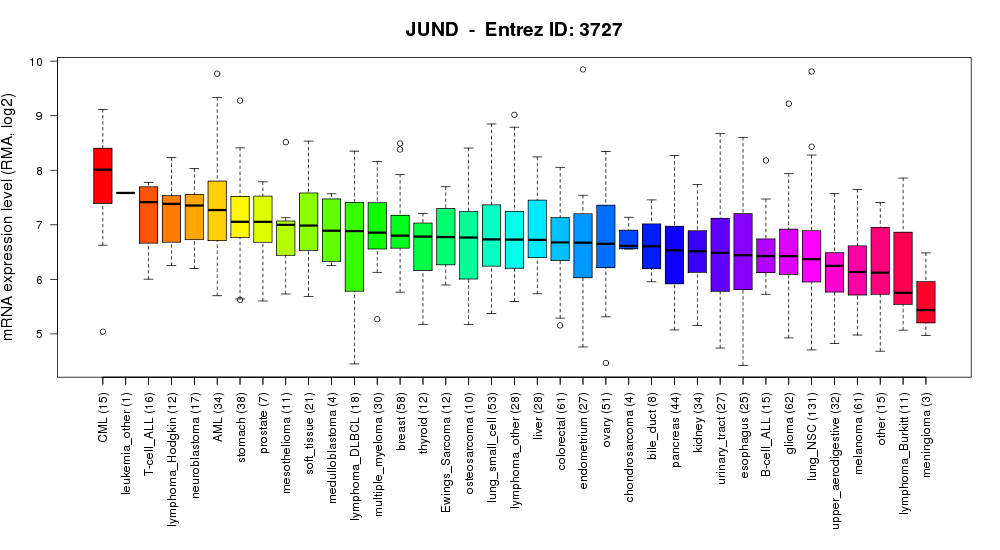 JUND - Entrez ID: 3727
mRNA expression level (RMA, log2)
10
9
8
7
6
5
CML (15)
leukemia_other (1)
T-cell_ALL (16)
lymphoma_Hodgkin (12)
neuroblastoma (17)
AML (34)
stomach (38)
prostate (7)
mesothelioma (11)
soft_tissue (21)
medulloblastoma (4)
lymphoma_DLBCL (18)
multiple_myeloma (30)
breast (58)
thyroid (12)
Ewings_Sarcoma (12)
osteosarcoma (10)
lung_small_cell (53)
lymphoma_other (28)
liver (28)
colorectal (61)
endometrium (27)
ovary (51)
chondrosarcoma (4)
bile_duct (8)
pancreas (44)
kidney (34)
urinary_tract (27)
esophagus (25)
B-cell_ALL (15)
glioma (62)
lung_NSC (131)
upper_aerodigestive (32)
melanoma (61)
other (15)
lymphoma_Burkitt (11)
meningioma (3)